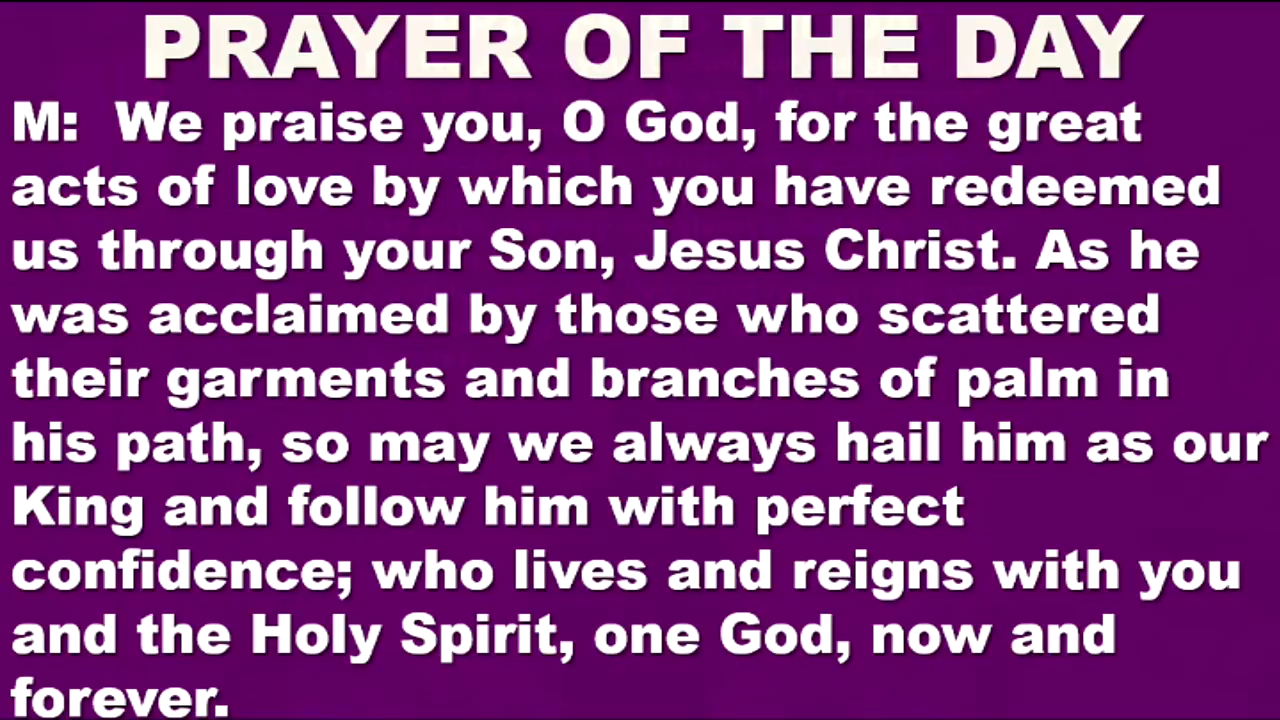 PRAYER OF THE DAY
M:  We praise you, O God, for the great
acts of love by which you have redeemed
us through your Son, Jesus Christ. As he
was acclaimed by those who scattered
their garments and branches of palm in
his path, so may we always hail him as our
King and follow him with perfect
confidence; who lives and reigns with you
and the Holy Spirit, one God, now and
forever.